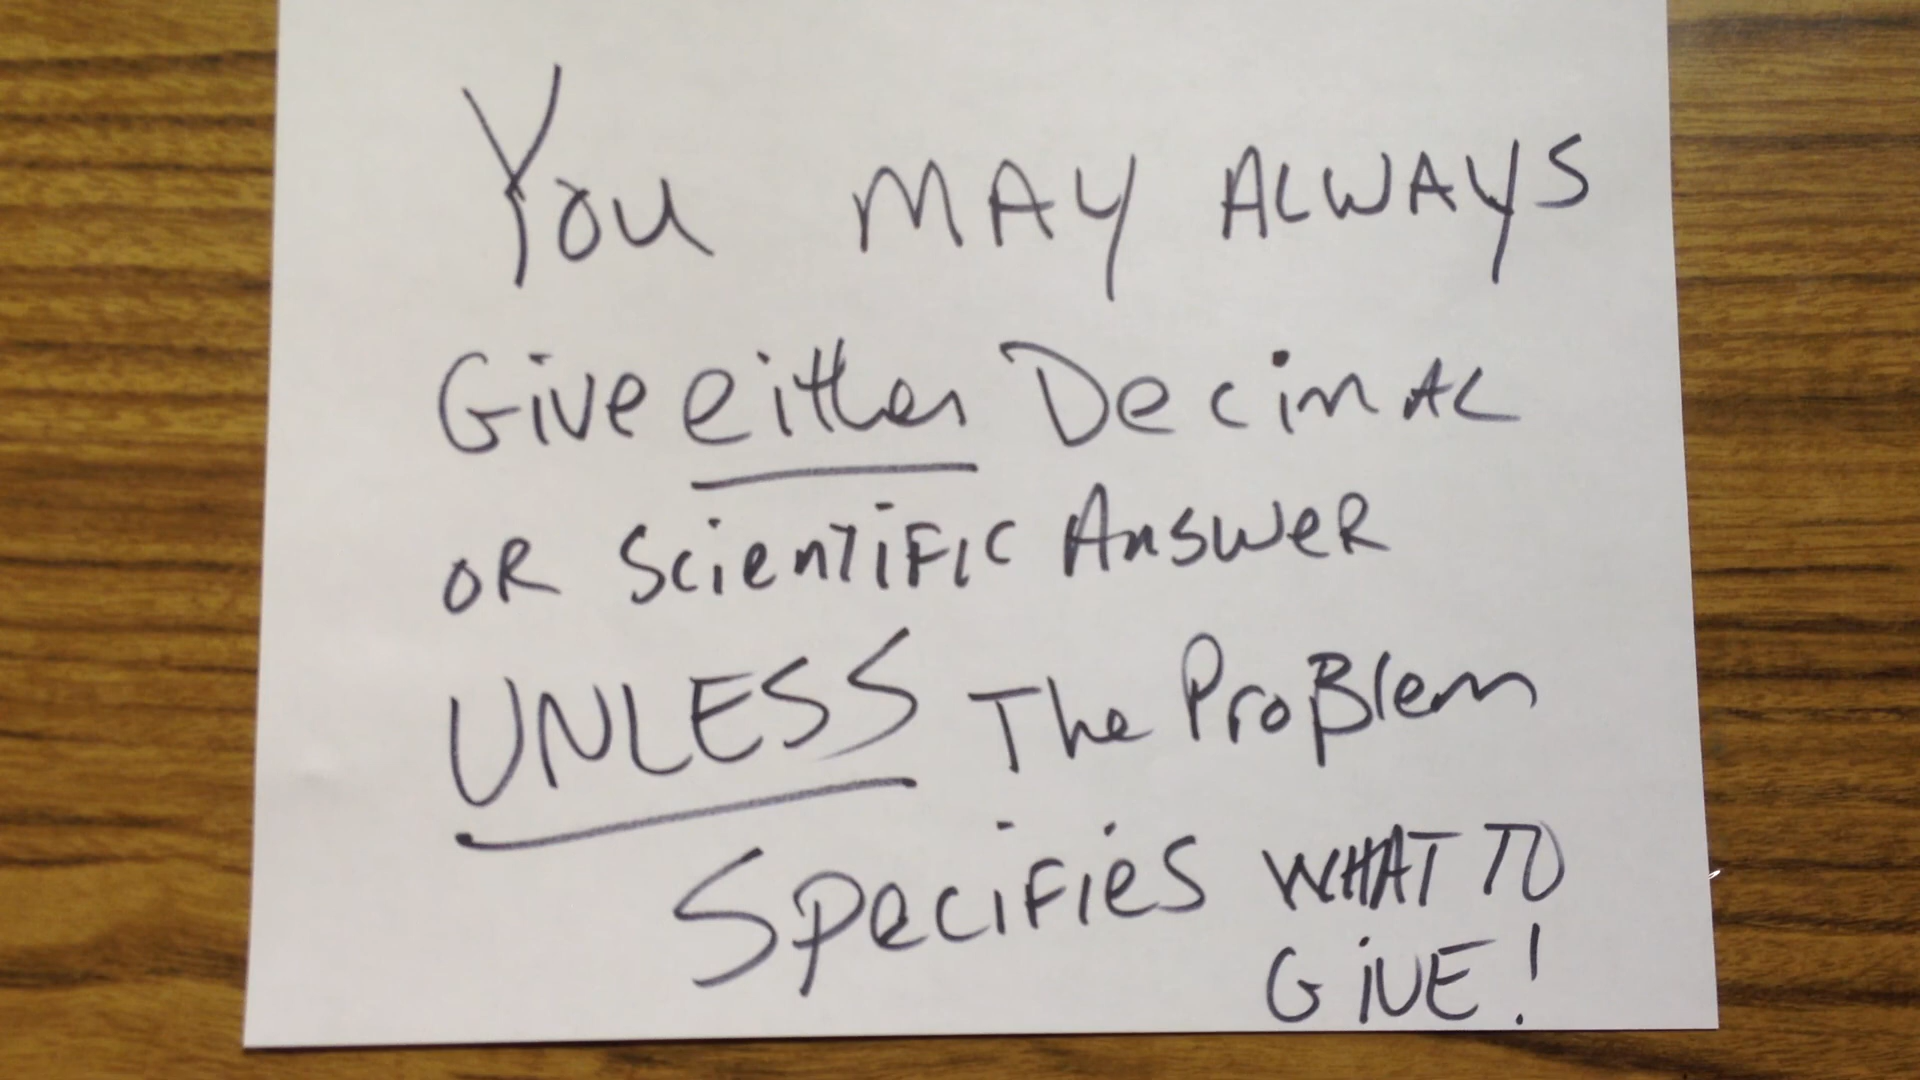 You MAY ALWAYS
Give either Decimal
OR Scientific Answer
UNLESS The Problem
Specifies WHAT TO
GiVE!